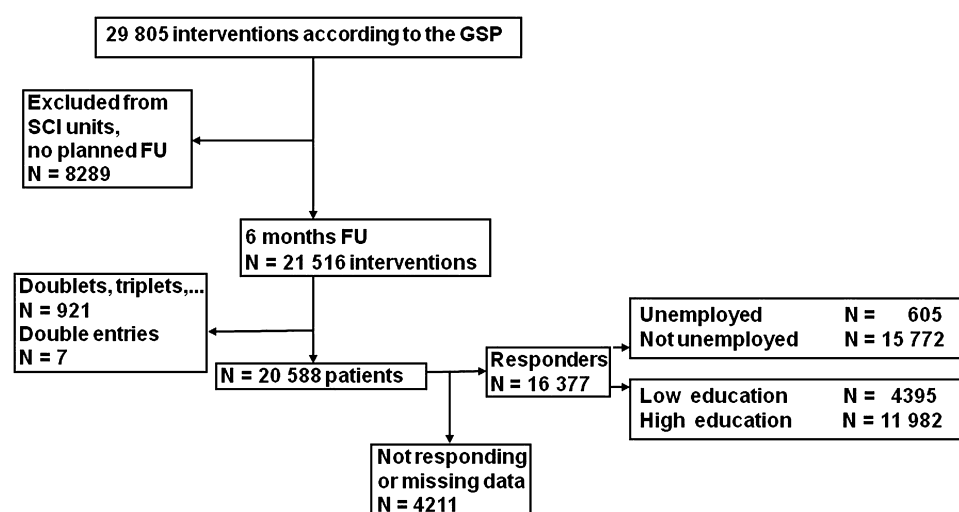 29 805 interventions according to the GSP
Excluded from
SCI units,
no planned FU
N = 8289
6 months FU
N = 21 516 interventions
Doublets, triplets,...
N = 921
Double entries
N = 7
N = 20 588 patients
Responders
N = 16 377
Unemployed N = 605
Not unemployed N = 15 772
Low education N = 4395
High education N = 11 982
Not responding
or missing data
N = 4211